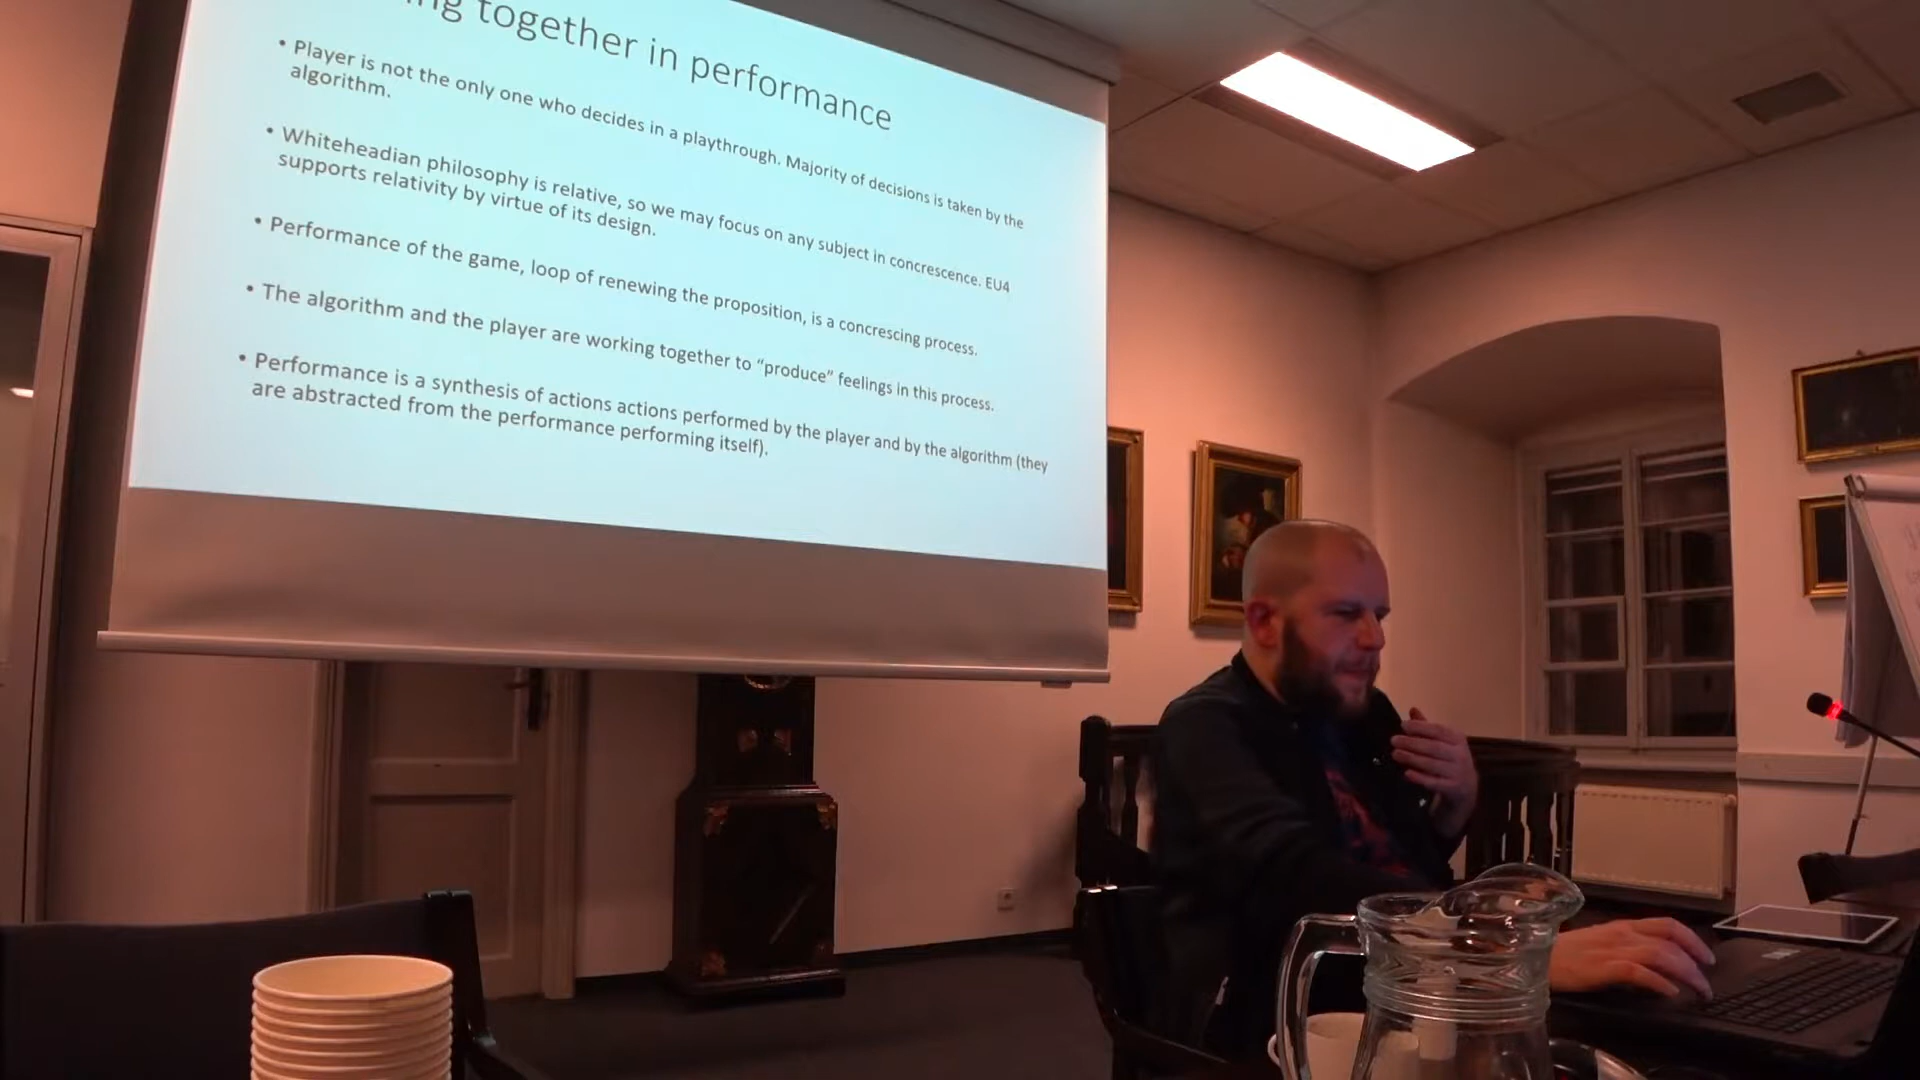 together in performance
• Player is not the only one who decides in a playthrough. Majority of decisions is taken by the
algorithm.
• Whiteheadian philosophy is relative, so we may focus on any subject in concrescence. EU4
supports relativity by virtue of its design.
• Performance of the game, loop of renewing the proposition, is a concrescing process.
• The algorithm and the player are working together to “produce” feelings in this process.
• Performance is a synthesis of actions actions performed by the player and by the algorithm (they
are abstracted from the performance performing itself).